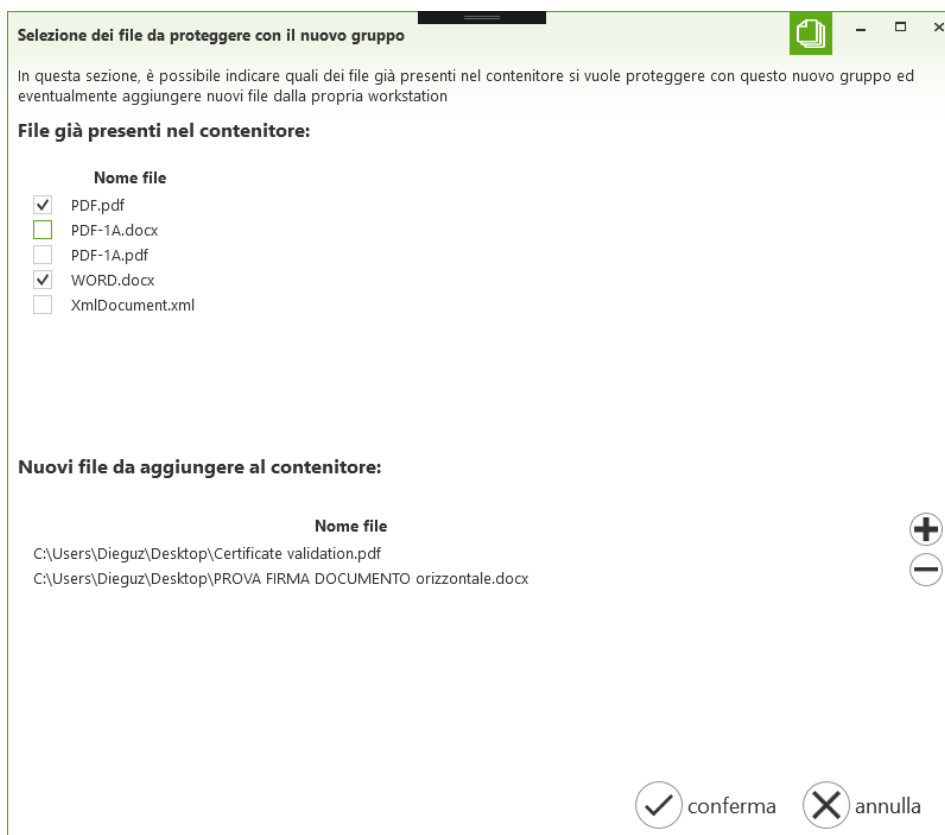 Selezione dei file da proteggere con il nuovo gruppo
In questa sezione, è possibile indicare quali dei file già presenti nel contenitore si vuole proteggere con questo nuovo gruppo ed
eventualmente aggiungere nuovi file dalla propria workstation
File già presenti nel contenitore:
Nome file
PDF.pdf
PDF-1A.docx
PDF-1A.pdf
WORD.docx
XmlDocument.xml
Nuovi file da aggiungere al contenitore:
Nome file
C:\Users\Dieguz\Desktop\Certificate validation.pdf
C:\Users\Dieguz\Desktop\PROVA FIRMA DOCUMENTO orizzontale.docx
conferma annulla